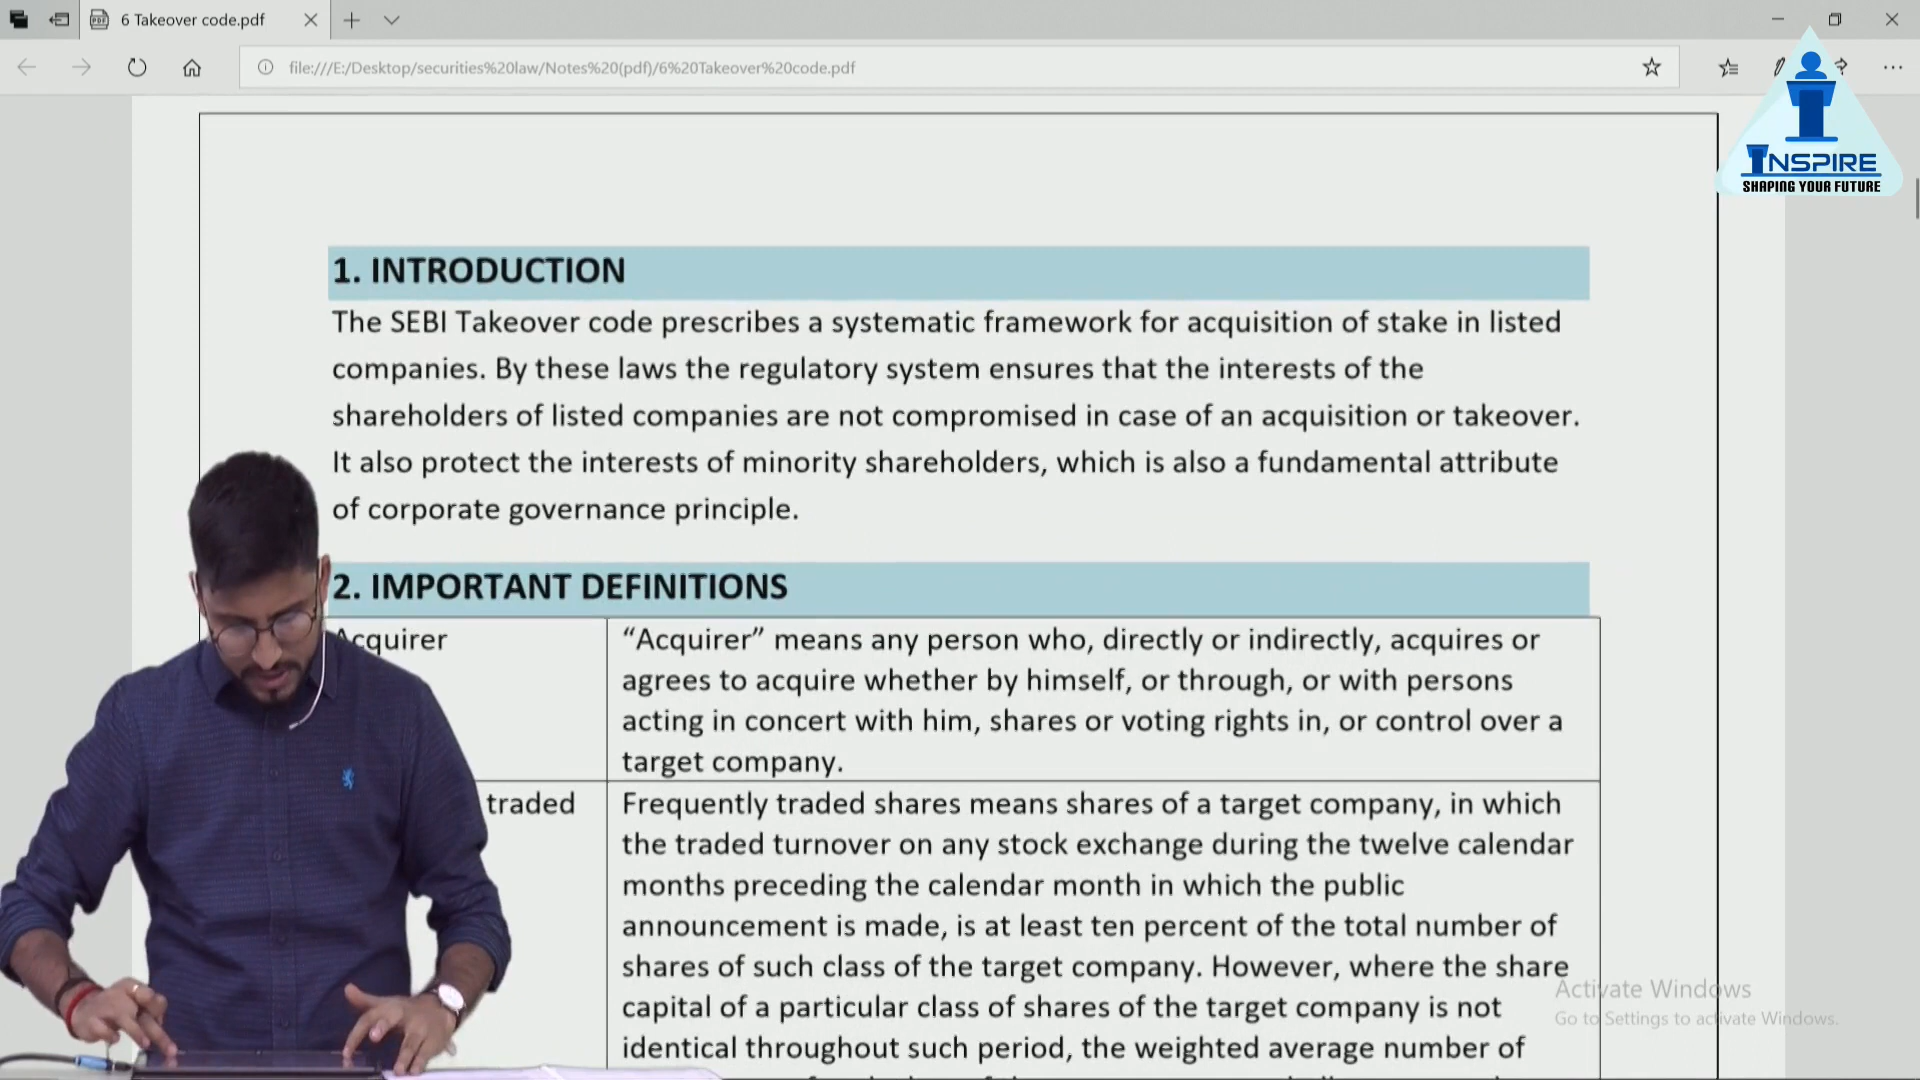 6 Takeover code.pdf
file:///E:/Desktop/securities%20law/Notes%20(pdf)/6%20Takeover%20code.pdf
INSPIRE
SHAPING YOUR FUTURE
1. INTRODUCTION
The SEBI Takeover code prescribes a systematic framework for acquisition of stake in listed
companies. By these laws the regulatory system ensures that the interests of the
shareholders of listed companies are not compromised in case of an acquisition or takeover.
It also protect the interests of minority shareholders, which is also a fundamental attribute
of corporate governance principle.
2. IMPORTANT DEFINITIONS
Acquirer
“Acquirer” means any person who, directly or indirectly, acquires or
agrees to acquire whether by himself, or through, or with persons
acting in concert with him, shares or voting rights in, or control over a
target company.
traded
Frequently traded shares means shares of a target company, in which
the traded turnover on any stock exchange during the twelve calendar
months preceding the calendar month in which the public
announcement is made, is at least ten percent of the total number of
shares of such class of the target company. However, where the share
capital of a particular class of shares of the target company is not
identical throughout such period, the weighted average number of
Activate Windows
Go to Settings to activate Windows.